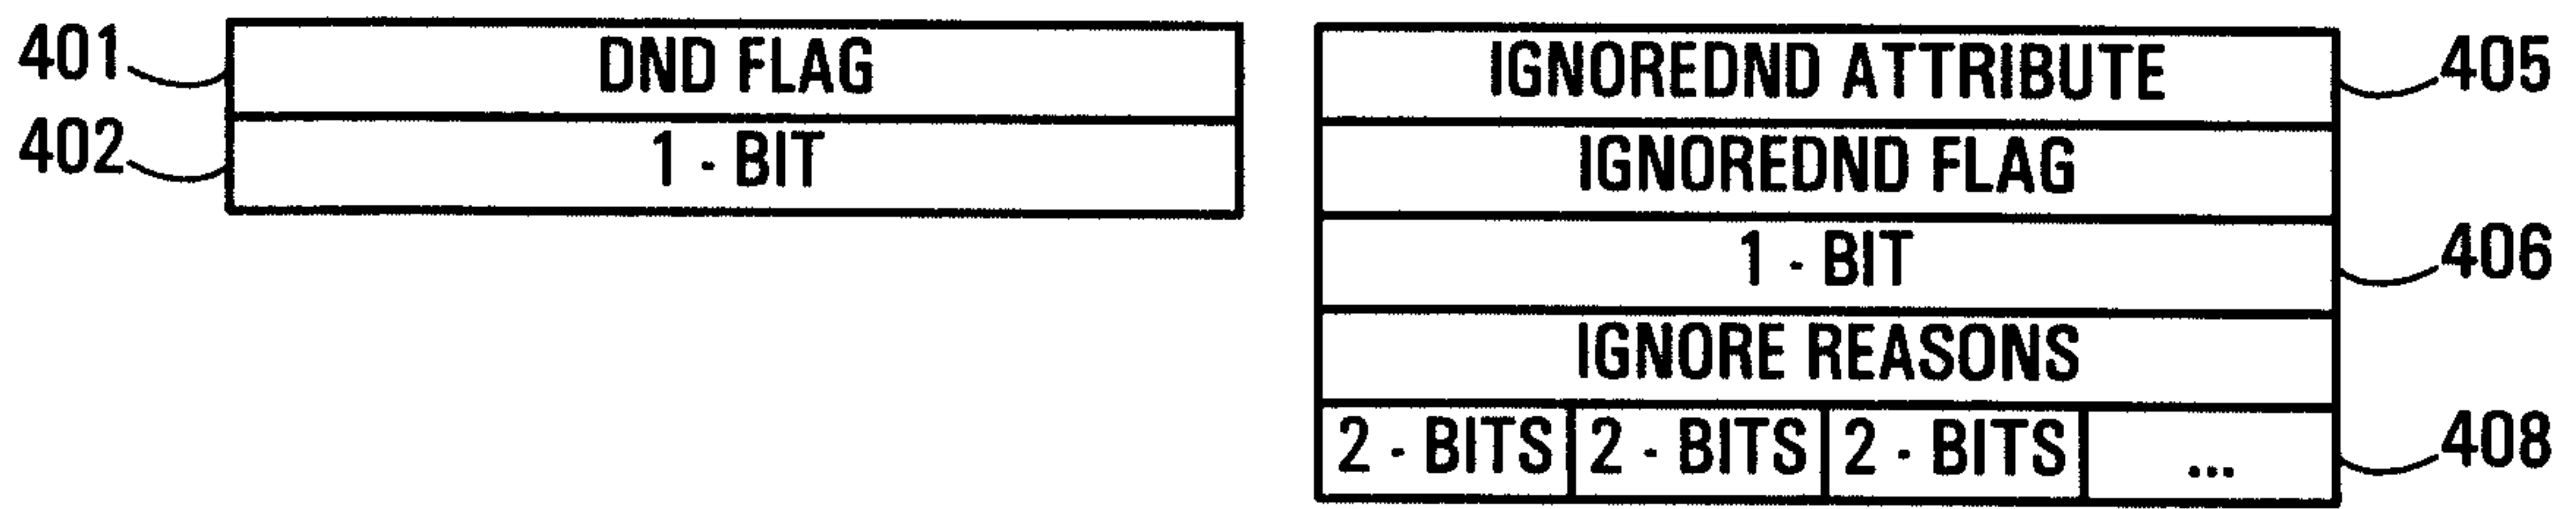 401 DND FLAG
402 1 - BIT
IGNOREDND ATTRIBUTE 405
IGNOREDND FLAG
1 - BIT 406
IGNORE REASONS
2 - BITS 2 - BITS 2 - BITS ... 408